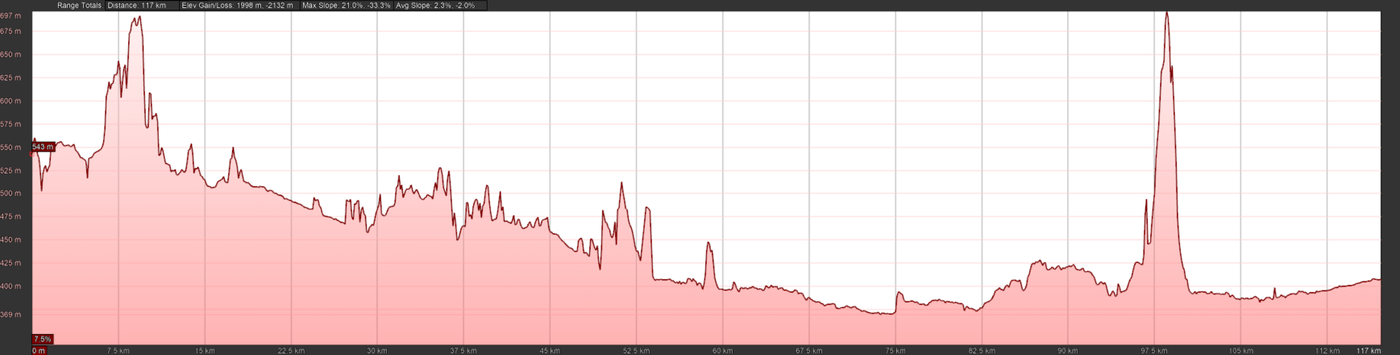 Range Totals: Distance: 117 km Elev Gain/Loss: 1998 m, -2132 m Max Slope: 21.0%, -33.3% Avg Slope: 2.3%, -2.0%
697 m
675 m
650 m
625 m
600 m
575 m
550 m
543 m
525 m
500 m
475 m
450 m
425 m
400 m
369 m
7.5%
0 m 7.5 km 15 km 22.5 km 30 km 37.5 km 45 km 52.5 km 60 km 67.5 km 75 km 82.5 km 90 km 97.5 km 105 km 112 km 117 km